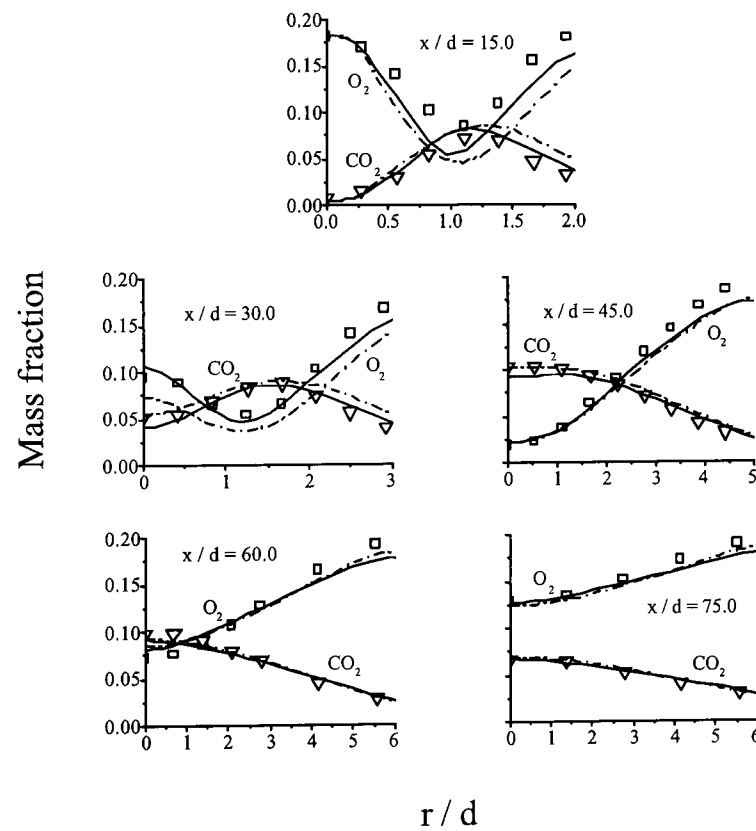 0.20
x / d = 15.0
0.15
O2
0.10
CO2
0.05
0.00
0.0 0.5 1.0 1.5 2.0
Mass fraction
0.20
x / d = 30.0
0.15
CO2
O2
0.10
0.05
0.00
0 1 2 3
x / d = 45.0
CO2
O2
0 1 2 3 4 5
0.20
x / d = 60.0
0.15
O2
0.10
CO2
0.05
0.00
0 1 2 3 4 5 6
O2
x / d = 75.0
CO2
0 1 2 3 4 5 6
r / d